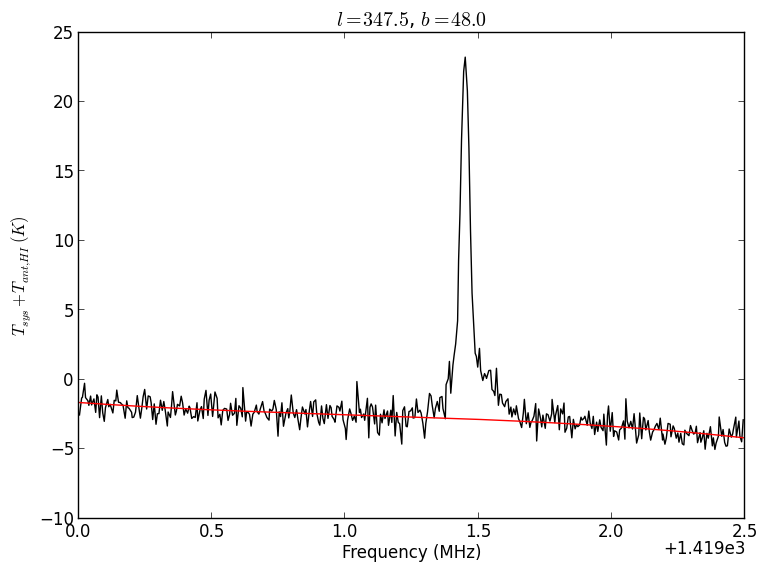 l = 347.5, b = 48.0
25
20
15
10
5
0
−5
−10
T_sys + T_ant,HI (K)
0.0 0.5 1.0 1.5 2.0 2.5
Frequency (MHz)
+1.419e3